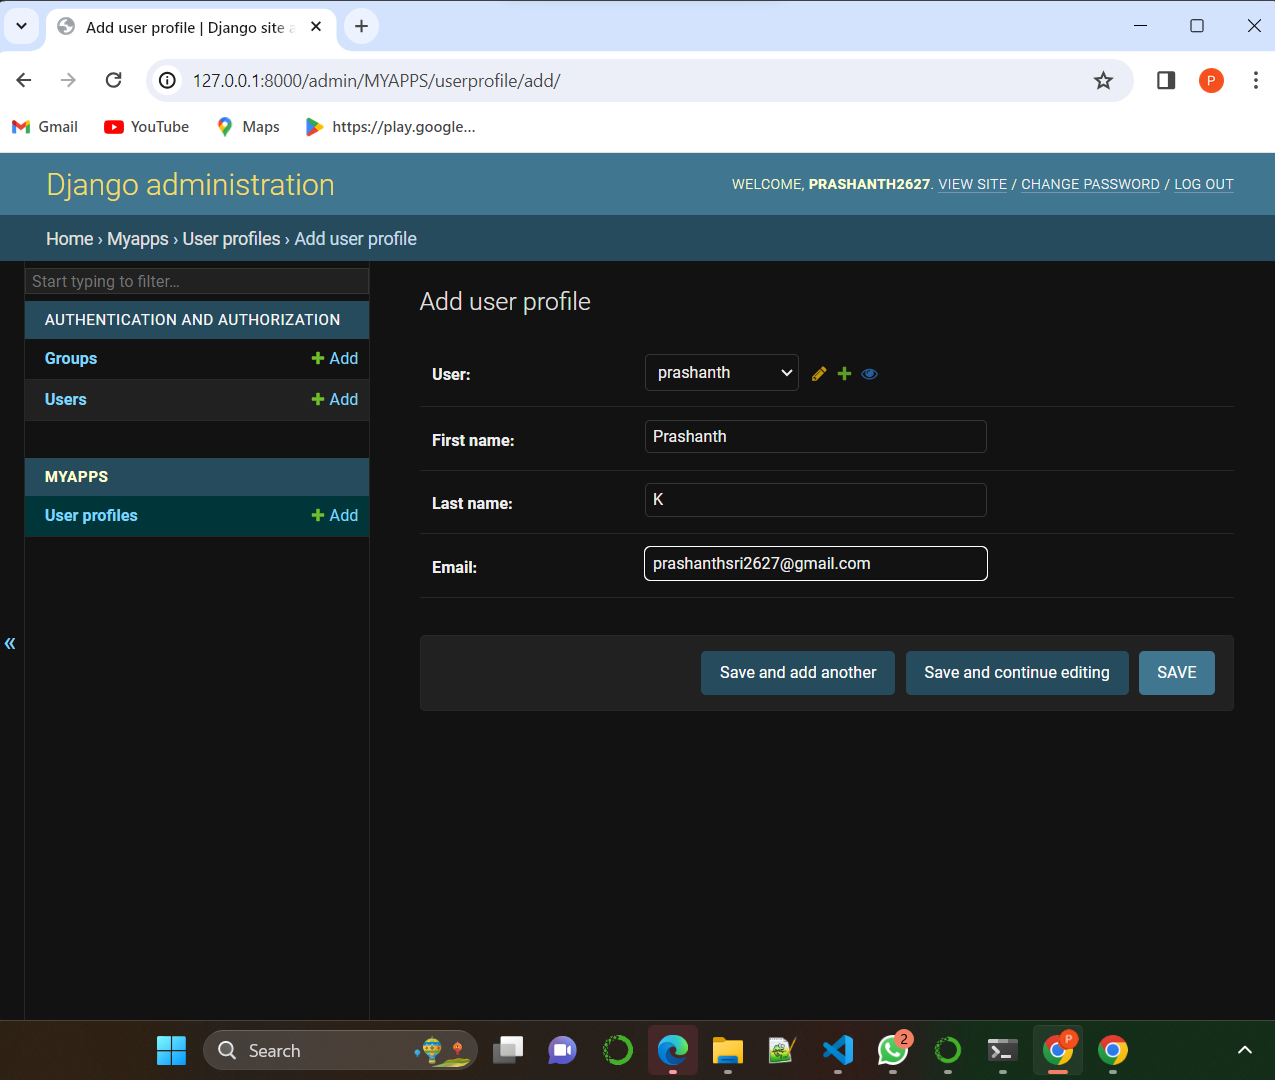 Add user profile | Django site a
127.0.0.1:8000/admin/MYAPPS/userprofile/add/
P
Gmail
YouTube
Maps
https://play.google...
Django administration
WELCOME, PRASHANTH2627. VIEW SITE / CHANGE PASSWORD / LOG OUT
Home › Myapps › User profiles › Add user profile
Start typing to filter...
AUTHENTICATION AND AUTHORIZATION
Groups
Add
Users
Add
MYAPPS
User profiles
Add
«
Add user profile
User:
prashanth
First name:
Prashanth
Last name:
K
Email:
prashanthsri2627@gmail.com
Save and add another
Save and continue editing
SAVE
Search
2
P